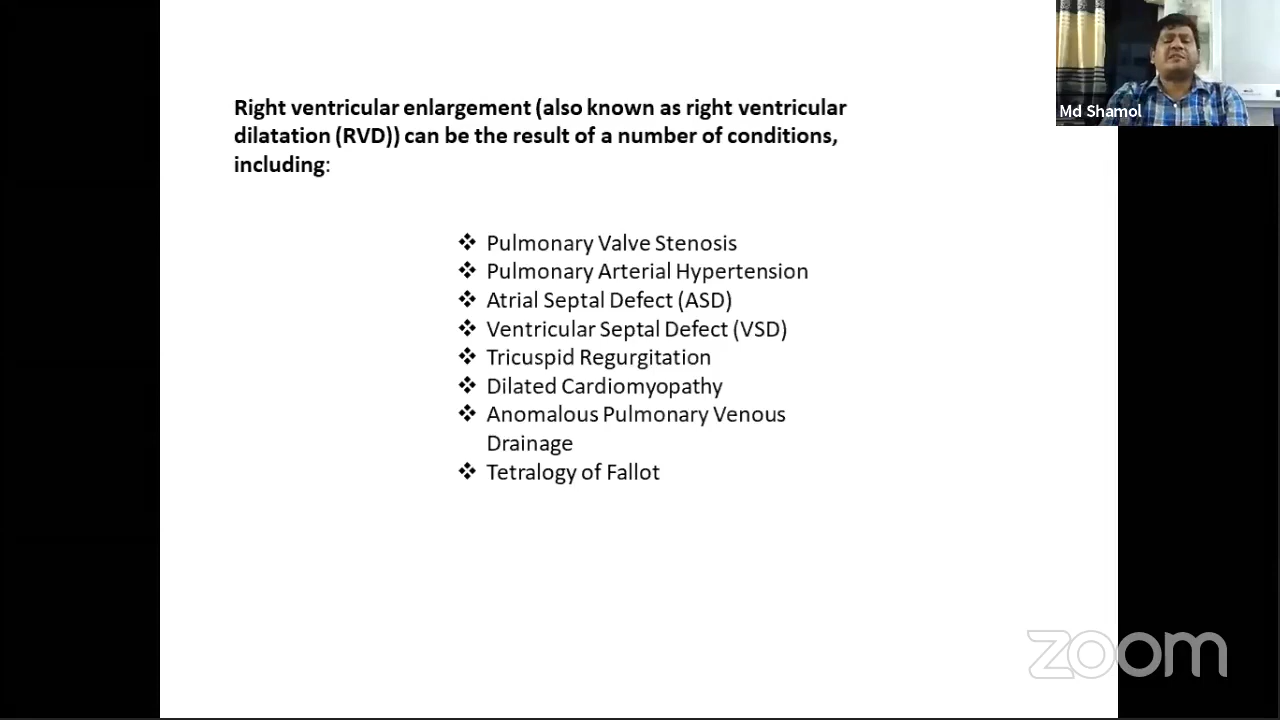 Right ventricular enlargement (also known as right ventricular
dilatation (RVD)) can be the result of a number of conditions,
including:
Md Shamol
❖ Pulmonary Valve Stenosis
❖ Pulmonary Arterial Hypertension
❖ Atrial Septal Defect (ASD)
❖ Ventricular Septal Defect (VSD)
❖ Tricuspid Regurgitation
❖ Dilated Cardiomyopathy
❖ Anomalous Pulmonary Venous
Drainage
❖ Tetralogy of Fallot
zoom